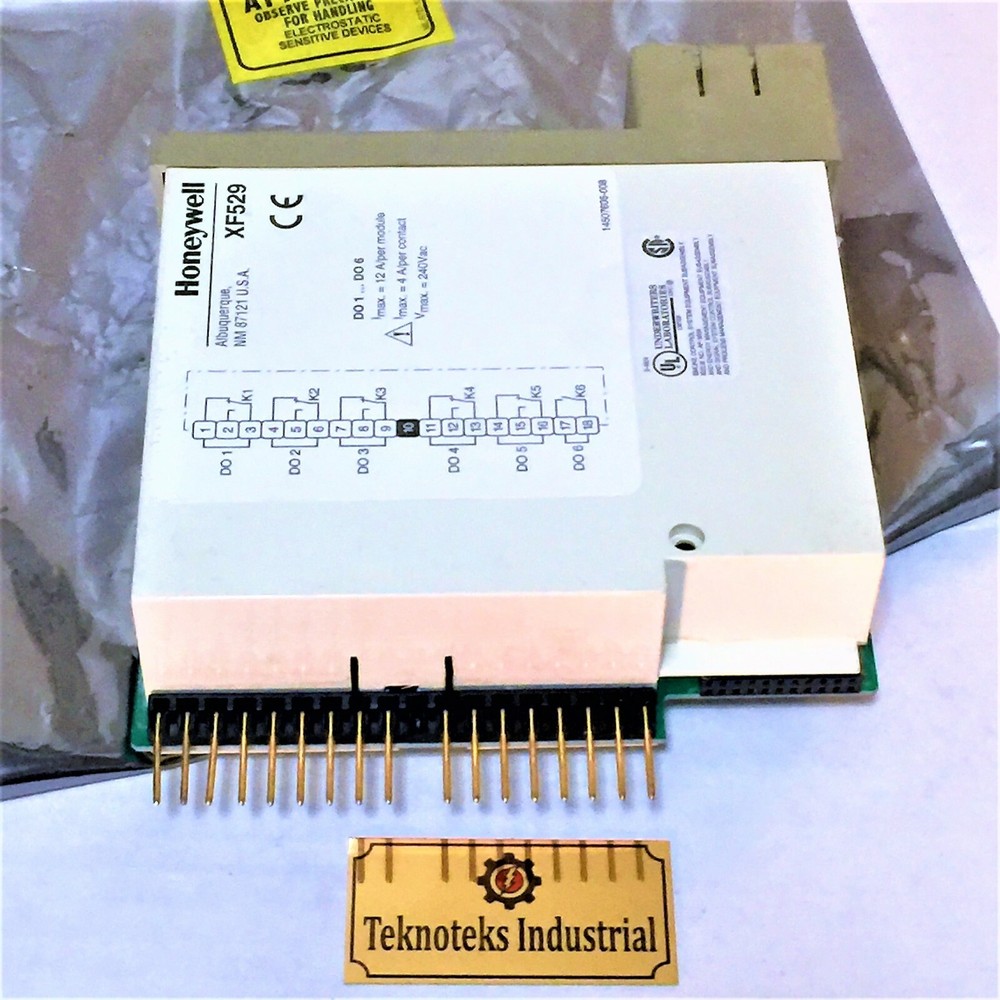 OBSERVE
FOR HANDLING
ELECTROSTATIC
SENSITIVE DEVICES
Honeywell
XF529
CE
Albuquerque,
NM 87121 U.S.A.
DO 1 ... DO 6
Imax. = 12 A/per module
Imax. = 4 A/per contact
Vmax. = 240Vac
14507606-008
UL
UNDERWRITERS
LABORATORIES
K1 K2 K3 K4 K5 K6
1 2 3 4 5 6 7 8 9 10 11 12 13 14 15 16 17 18
DO 1 DO 2 DO 3 DO 4 DO 5 DO 6
Teknoteks Industrial